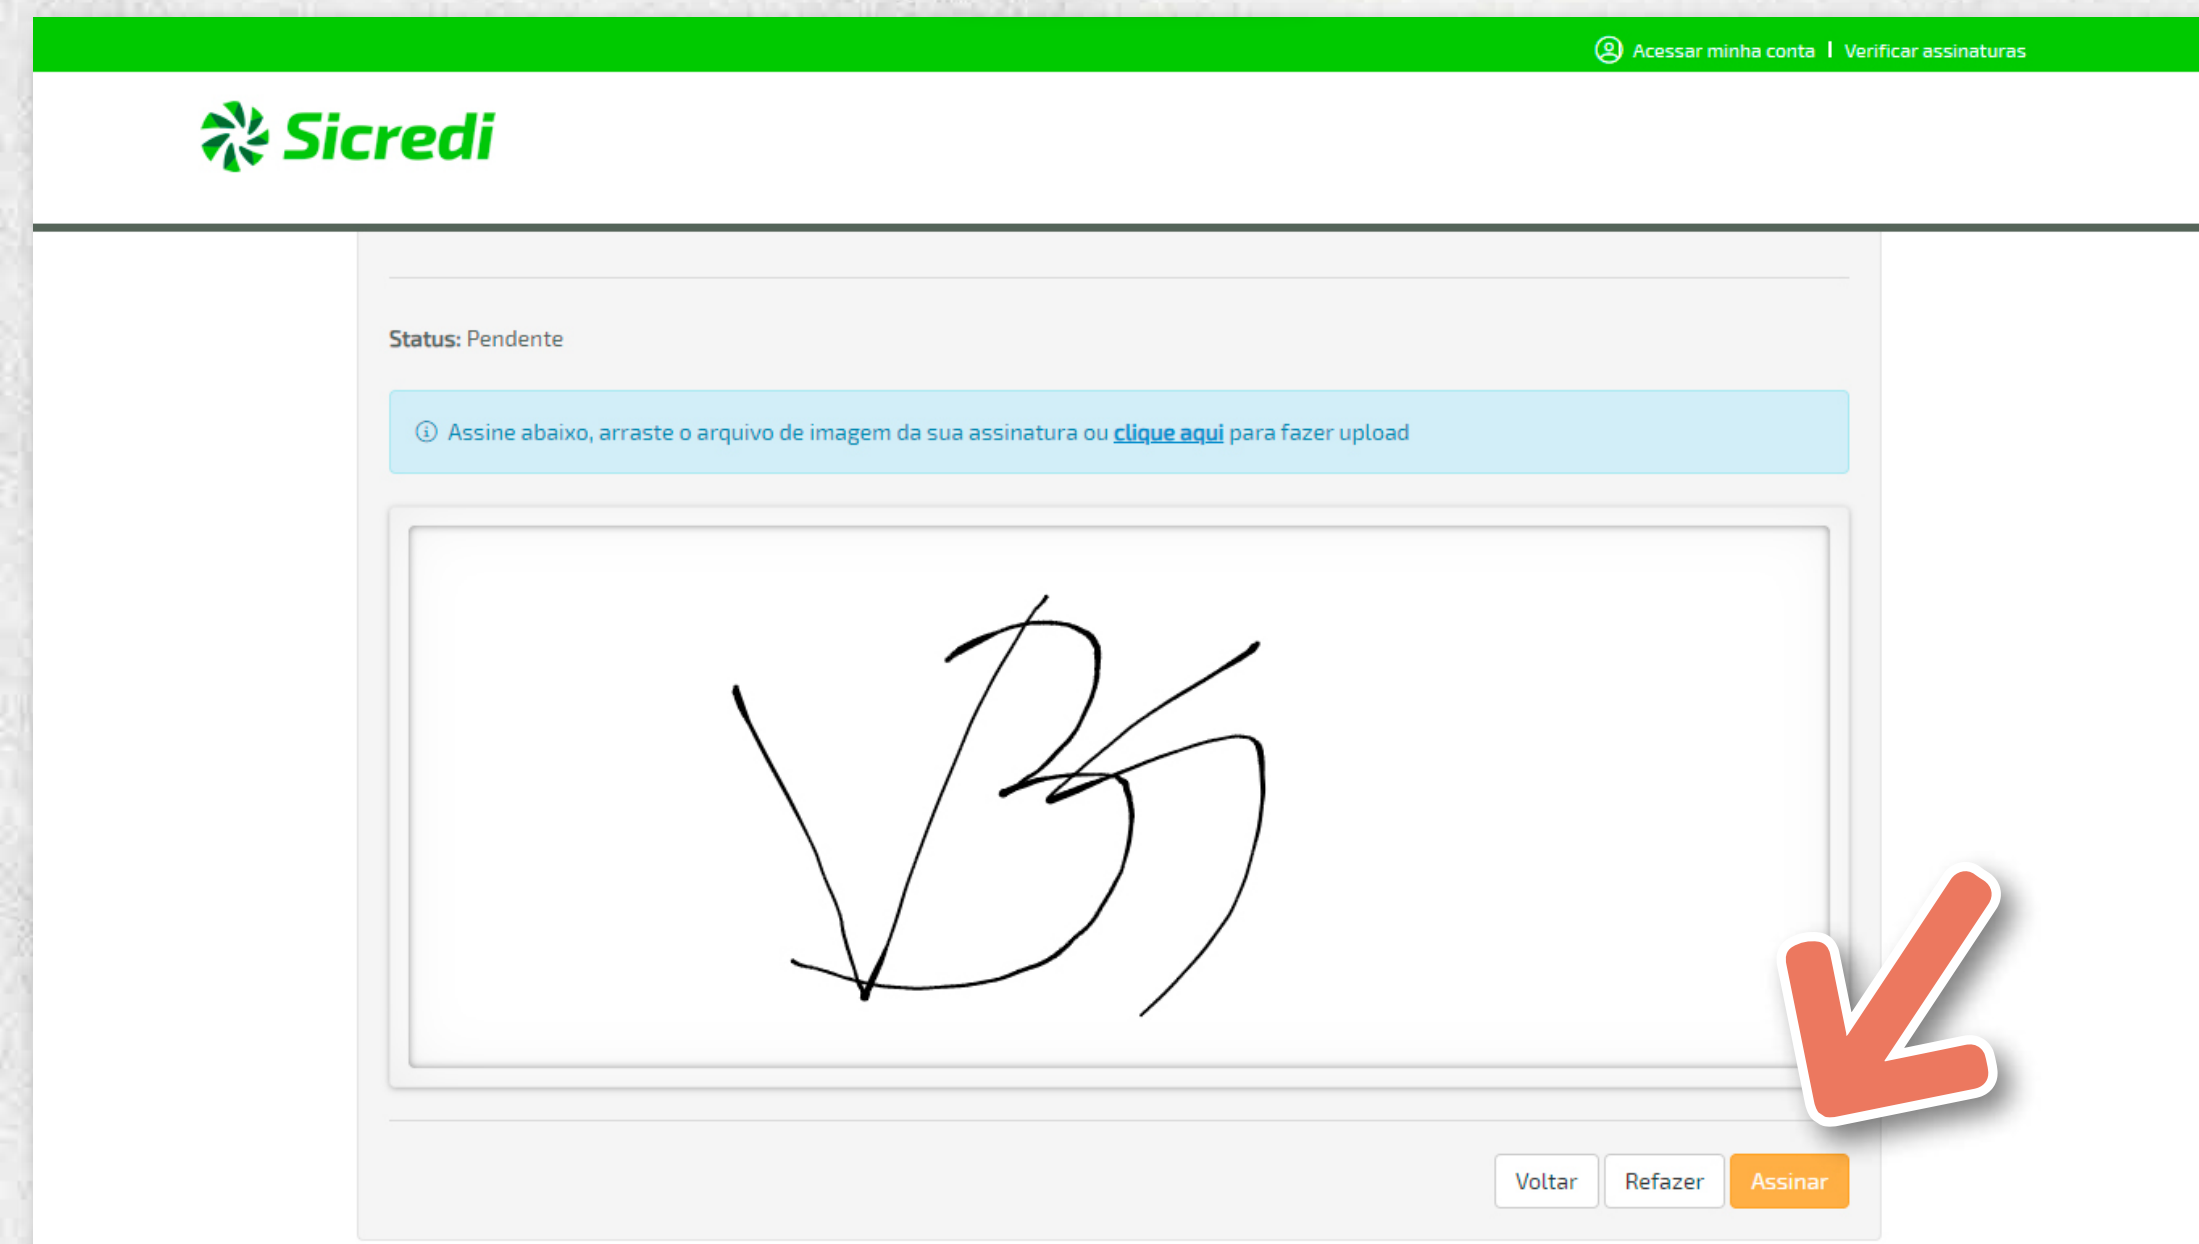 Acessar minha conta | Verificar assinaturas
Sicredi
Status: Pendente
Assine abaixo, arraste o arquivo de imagem da sua assinatura ou clique aqui para fazer upload
Voltar Refazer Assinar